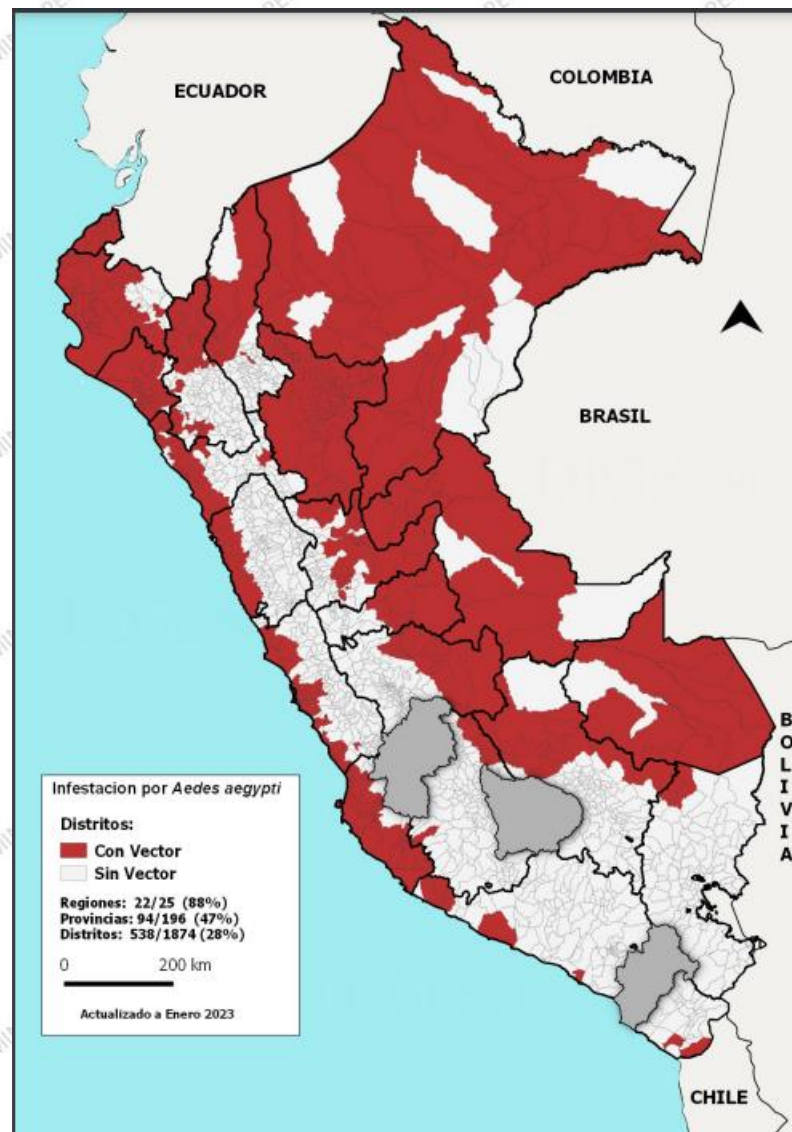 ECUADOR
COLOMBIA
BRASIL
B
O
L
I
V
I
A
Infestacion por Aedes aegypti
Distritos:
Con Vector
Sin Vector
Regiones: 22/25 (88%)
Provincias: 94/196 (47%)
Distritos: 538/1874 (28%)
0 200 km
Actualizado a Enero 2023
CHILE